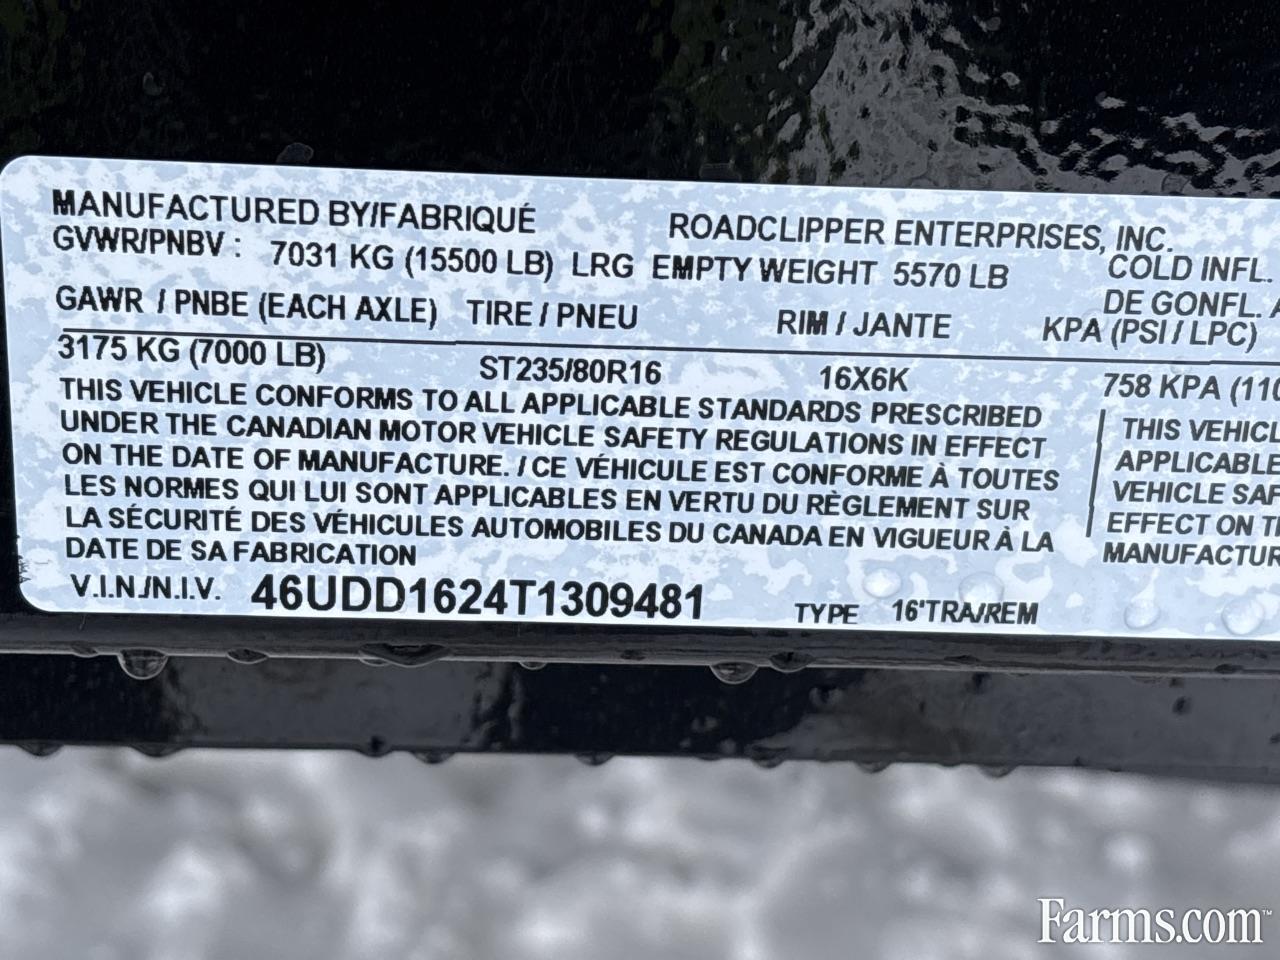 MANUFACTURED BY/FABRIQUÉ ROADCLIPPER ENTERPRISES, INC.
GVWR/PNBV : 7031 KG (15500 LB) LRG EMPTY WEIGHT 5570 LB COLD INFL.
DE GONFL.
GAWR / PNBE (EACH AXLE) TIRE / PNEU RIM / JANTE KPA (PSI / LPC)
3175 KG (7000 LB) ST235/80R16 16X6K 758 KPA
THIS VEHICLE CONFORMS TO ALL APPLICABLE STANDARDS PRESCRIBED
UNDER THE CANADIAN MOTOR VEHICLE SAFETY REGULATIONS IN EFFECT
ON THE DATE OF MANUFACTURE. / CE VÉHICULE EST CONFORME À TOUTES
LES NORMES QUI LUI SONT APPLICABLES EN VERTU DU RÈGLEMENT SUR
LA SÉCURITÉ DES VÉHICULES AUTOMOBILES DU CANADA EN VIGUEUR À LA
DATE DE SA FABRICATION
THIS
APPLICABLE
VEHICLE
EFFECT ON
V.I.N./N.I.V. 46UDD1624T1309481 TYPE 16'TRA/REM
Farms.com™